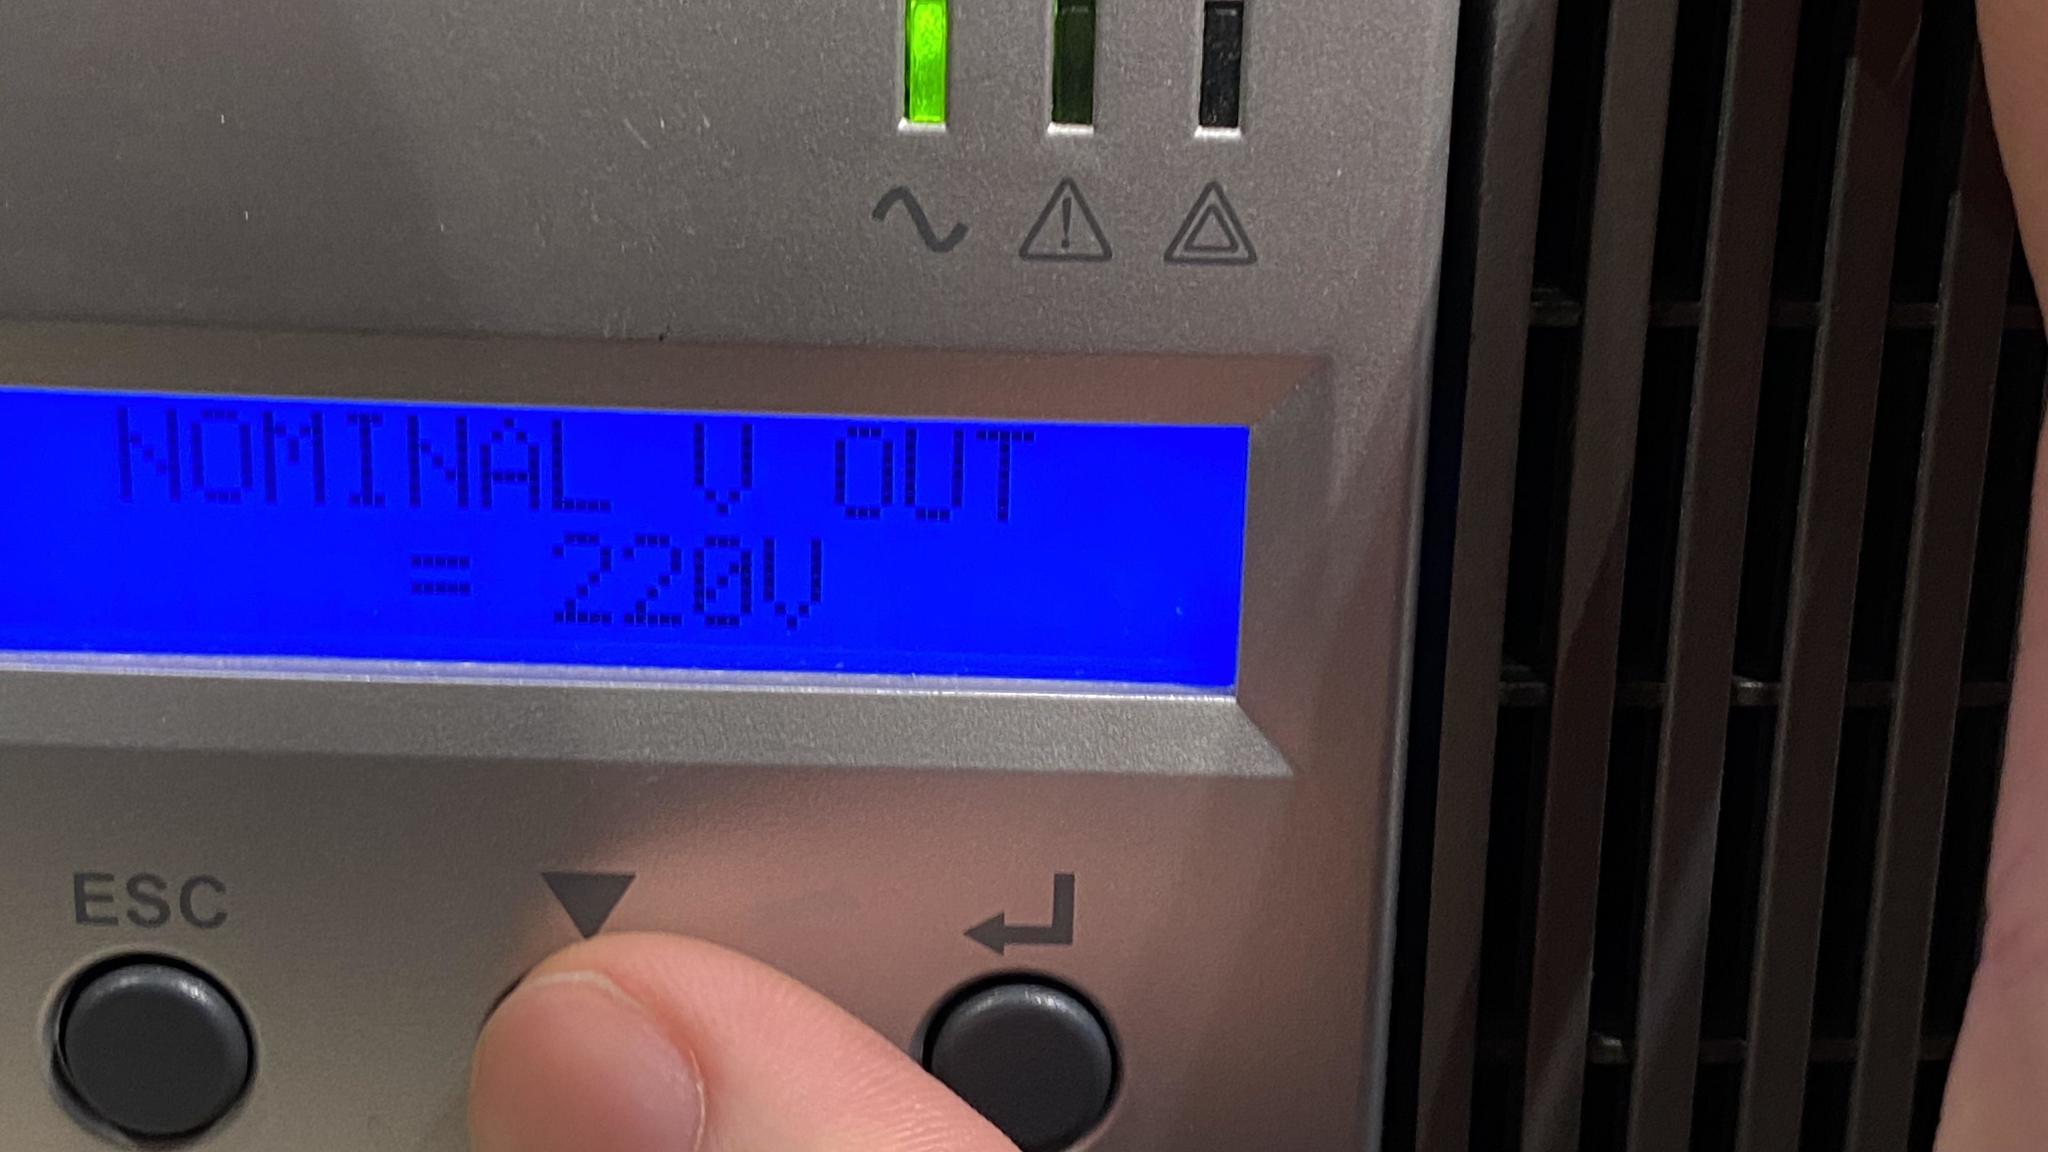 NOMINAL V OUT
= 220V
ESC